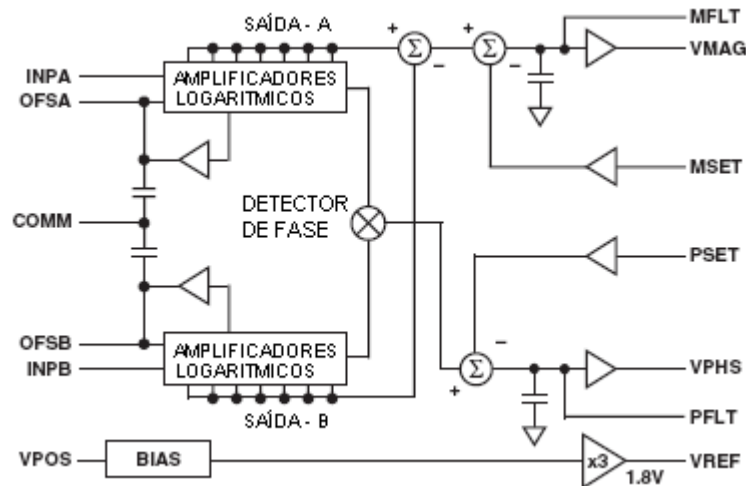 SAÍDA - A
+
Σ
-
+
Σ
-
MFLT
VMAG
INPA
OFSA
AMPLIFICADORES
LOGARITMICOS
MSET
COMM
DETECTOR
DE FASE
PSET
-
+
Σ
OFSB
INPB
AMPLIFICADORES
LOGARITMICOS
VPHS
PFLT
SAÍDA - B
VPOS
BIAS
x3
1.8V
VREF